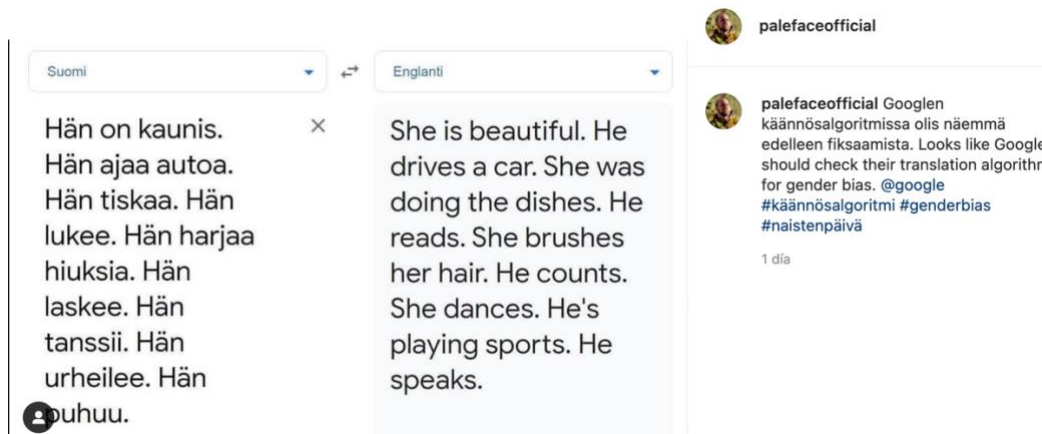 Suomi
Englanti
Hän on kaunis.
Hän ajaa autoa.
Hän tiskaa. Hän
lukee. Hän harjaa
hiuksia. Hän
laskee. Hän
tanssii. Hän
urheilee. Hän
puhuu.
She is beautiful. He
drives a car. She was
doing the dishes. He
reads. She brushes
her hair. He counts.
She dances. He's
playing sports. He
speaks.
palefaceofficial
palefaceofficial Googlen
käännösalgoritmissa olis näemmä
edelleen fiksaamista. Looks like Google
should check their translation algorithm
for gender bias. @google
#käännösalgoritmi #genderbias
#naistenpäivä
1 día